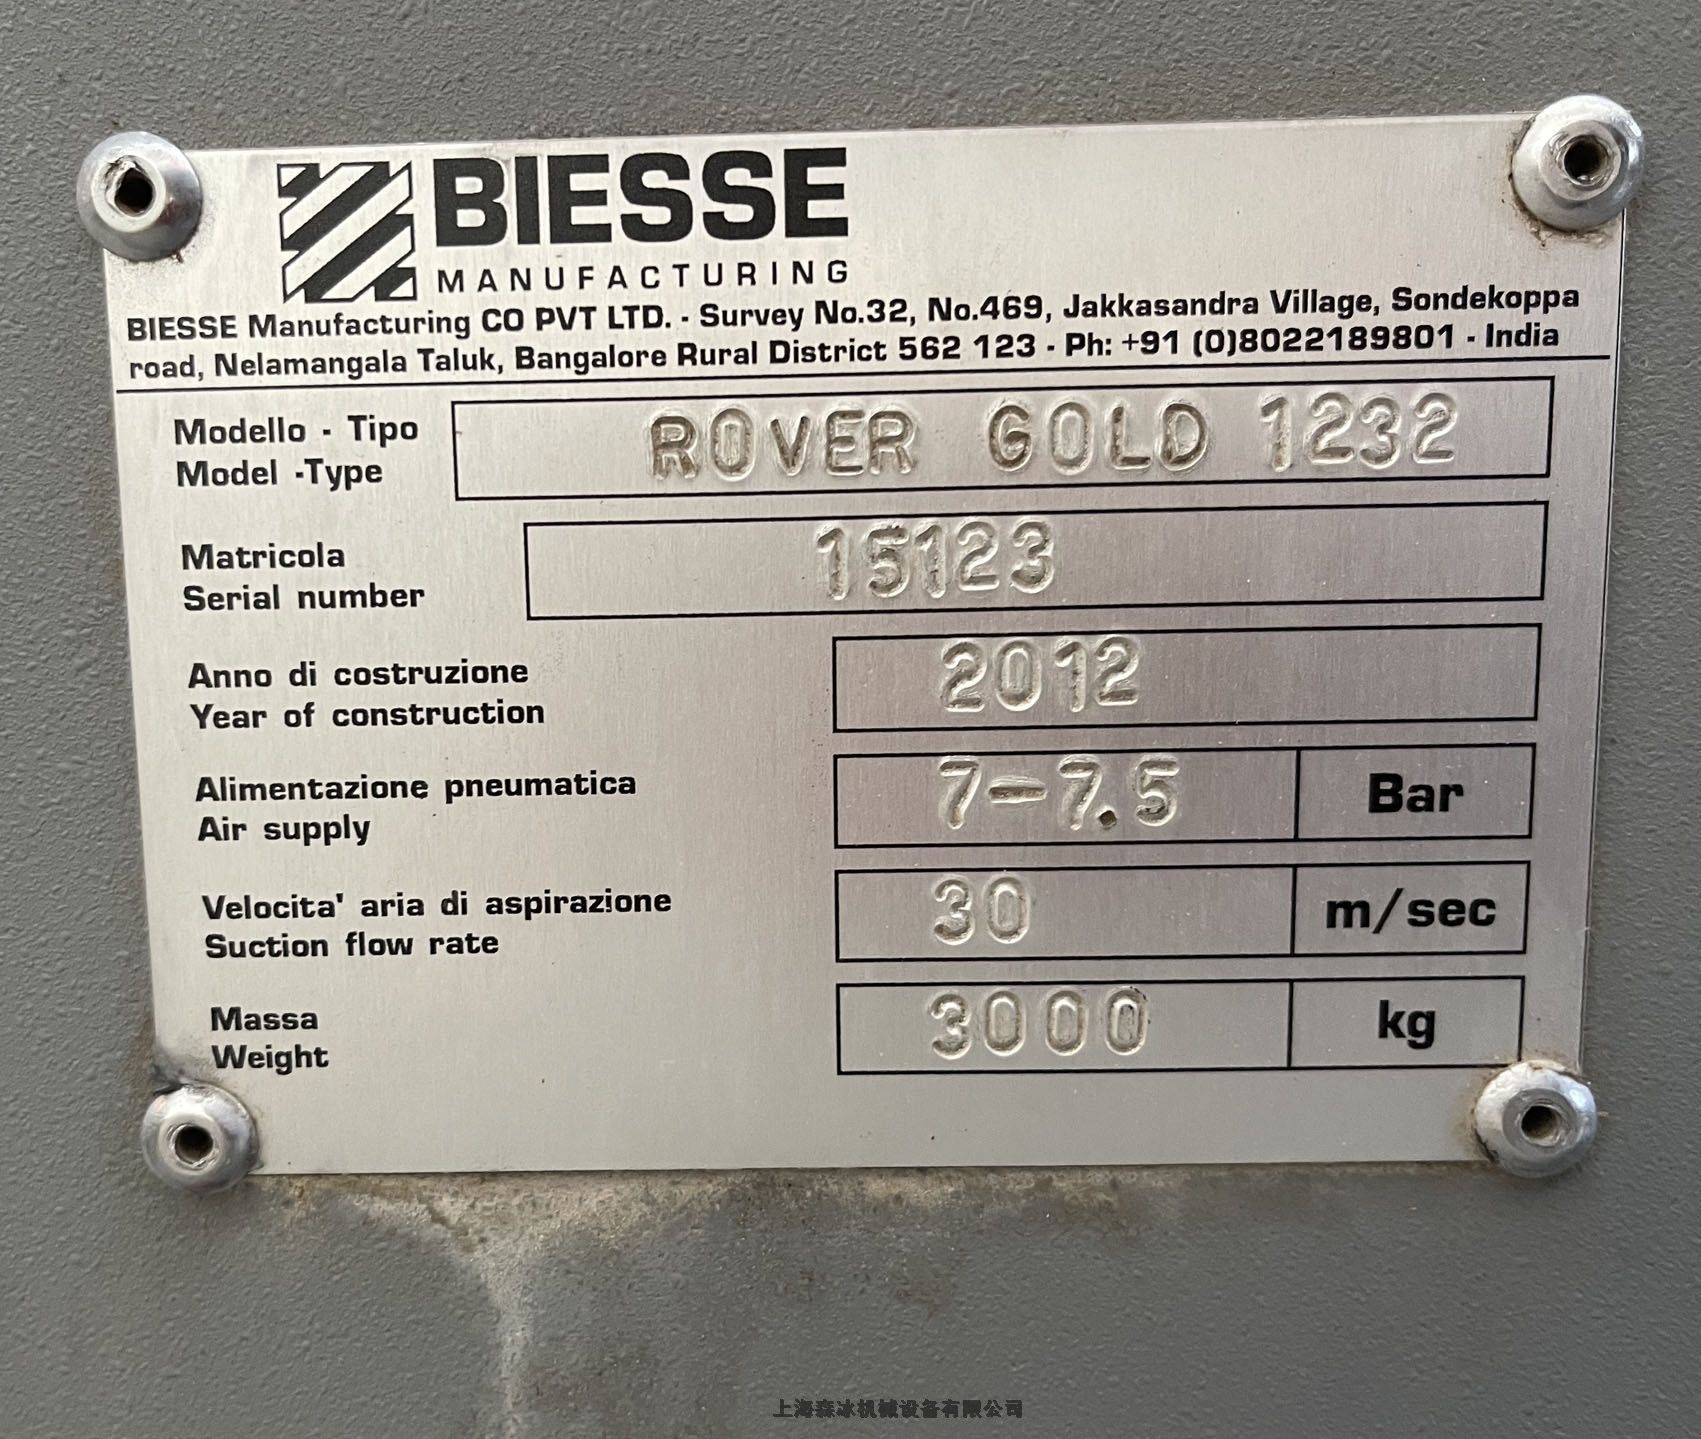 BIESSE
MANUFACTURING
BIESSE Manufacturing CO PVT LTD. - Survey No.32, No.469, Jakkasandra Village, Sondekoppa
road, Nelamangala Taluk, Bangalore Rural District 562 123 - Ph: +91 (0)8022189801 - India
Modello - Tipo
Model -Type
ROVER GOLD 1232
Matricola
Serial number
15123
Anno di costruzione
Year of construction
2012
Alimentazione pneumatica
Air supply
7-7.5 Bar
Velocita' aria di aspirazione
Suction flow rate
30 m/sec
Massa
Weight
3000 kg
上海森冰机械设备有限公司